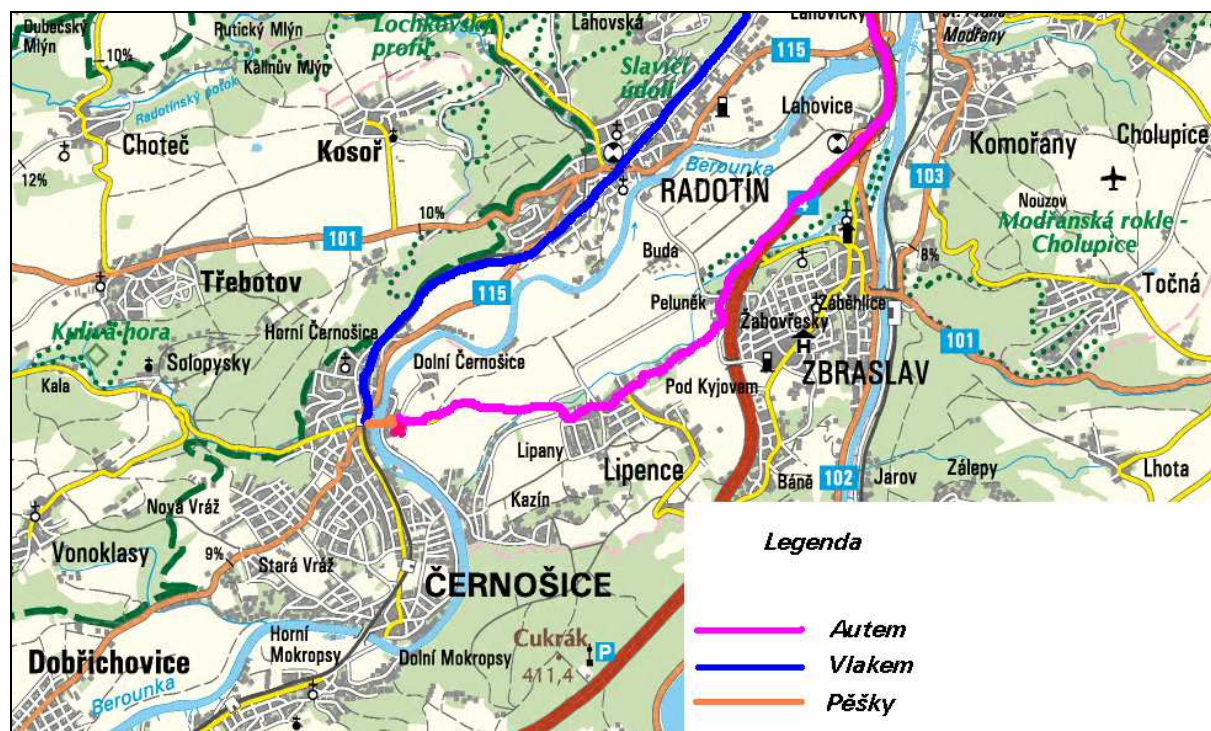 Dubečský
Mlýn
Rutický Mlýn
Kalinův Mlýn
Lochkovský
profil
Lahovská
Slavičí
údolí
115
Lahovický
Modřany
10%
Radotínský potok
Choteč
12%
Kosoř
Lahovice
Komořany
Cholupice
Berounka
RADOTÍN
103
4
Nouzov
Modřanská rokle -
Cholupice
10%
101
8%
Třebotov
Buda
115
Peluněk
Točná
Žabovřesky
Záběhlice
Horní Černošice
Kulivá hora
Solopysky
Kala
Dolní Černošice
101
H
ZBRASLAV
Pod Kyjovem
Lipany
Lipence
Báně
102
Jarov
Zálepy
Lhota
Kazín
Nová Vráž
Vonoklasy
9%
Stará Vráž
ČERNOŠICE
Cukrák
411,4
P
Horní
Mokropsy
Dolní Mokropsy
Dobřichovice
Berounka
Legenda
Autem
Vlakem
Pěšky